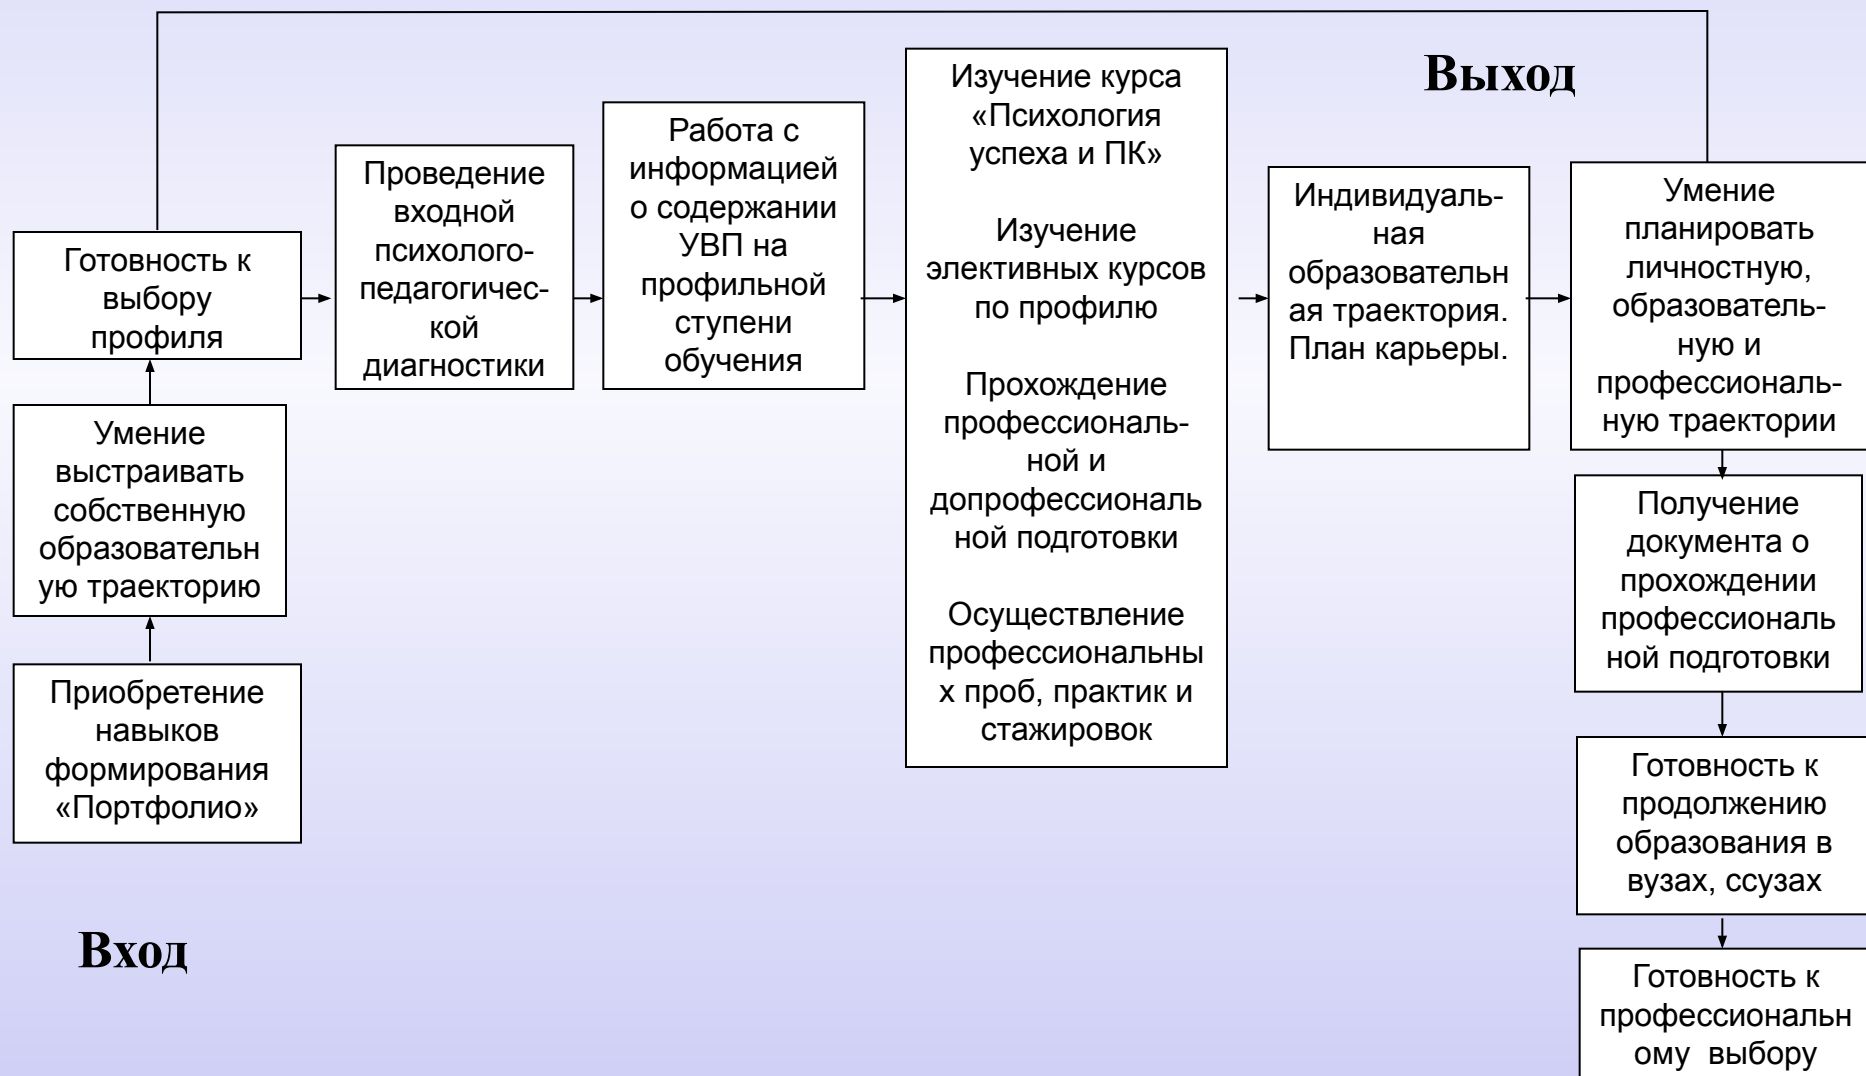 Выход
Готовность к
выбору
профиля
Умение
выстраивать
собственную
образовательн
ую траекторию
Приобретение
навыков
формирования
«Портфолио»
Вход
Проведение
входной
психолого-
педагогичес-
кой
диагностики
Работа с
информацией
о содержании
УВП на
профильной
ступени
обучения
Изучение курса
«Психология
успеха и ПК»
Изучение
элективных курсов
по профилю
Прохождение
профессиональ-
ной и
допрофессиональ
ной подготовки
Осуществление
профессиональны
х проб, практик и
стажировок
Индивидуаль-
ная
образовательн
ая траектория.
План карьеры.
Умение
планировать
личностную,
образователь-
ную и
профессиональ-
ную траектории
Получение
документа о
прохождении
профессиональ
ной подготовки
Готовность к
продолжению
образования в
вузах, ссузах
Готовность к
профессиональн
ому выбору